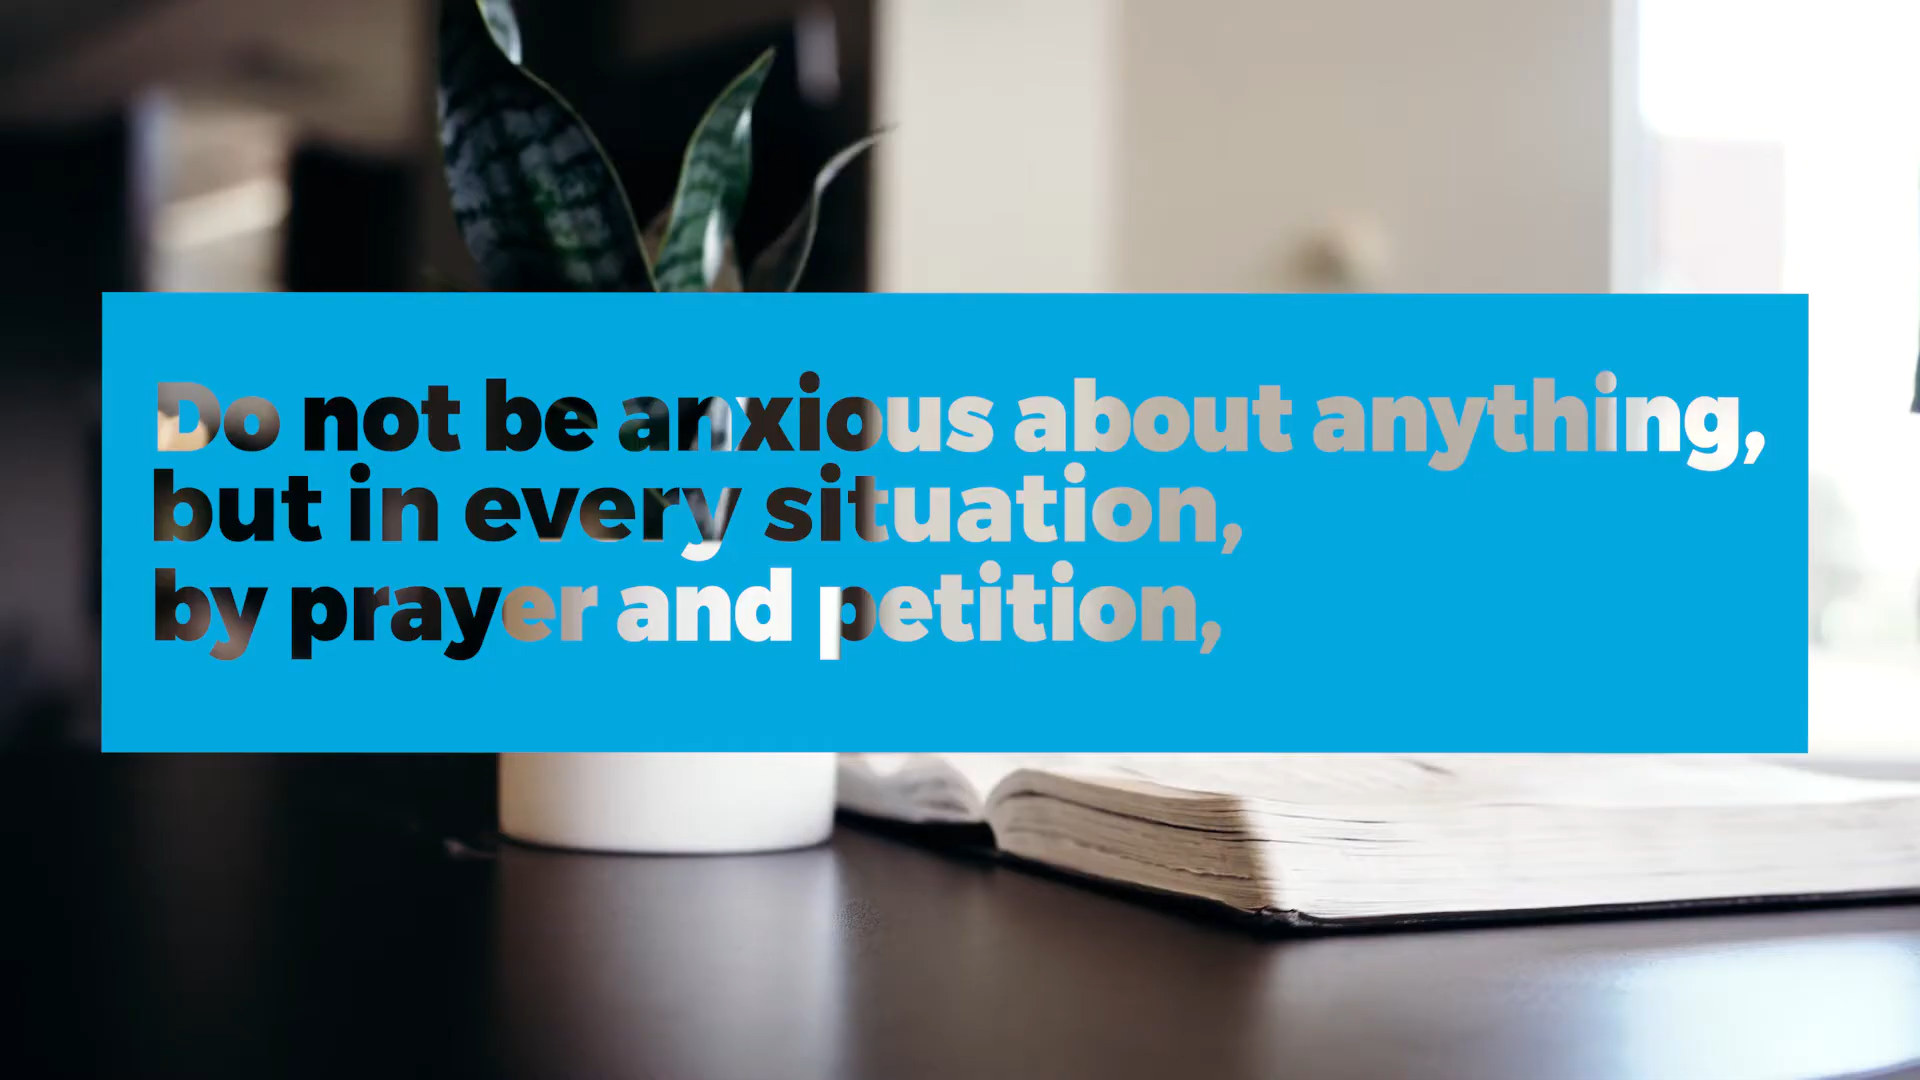 Do not be anxious about anything,
but in every situation,
by prayer and petition,